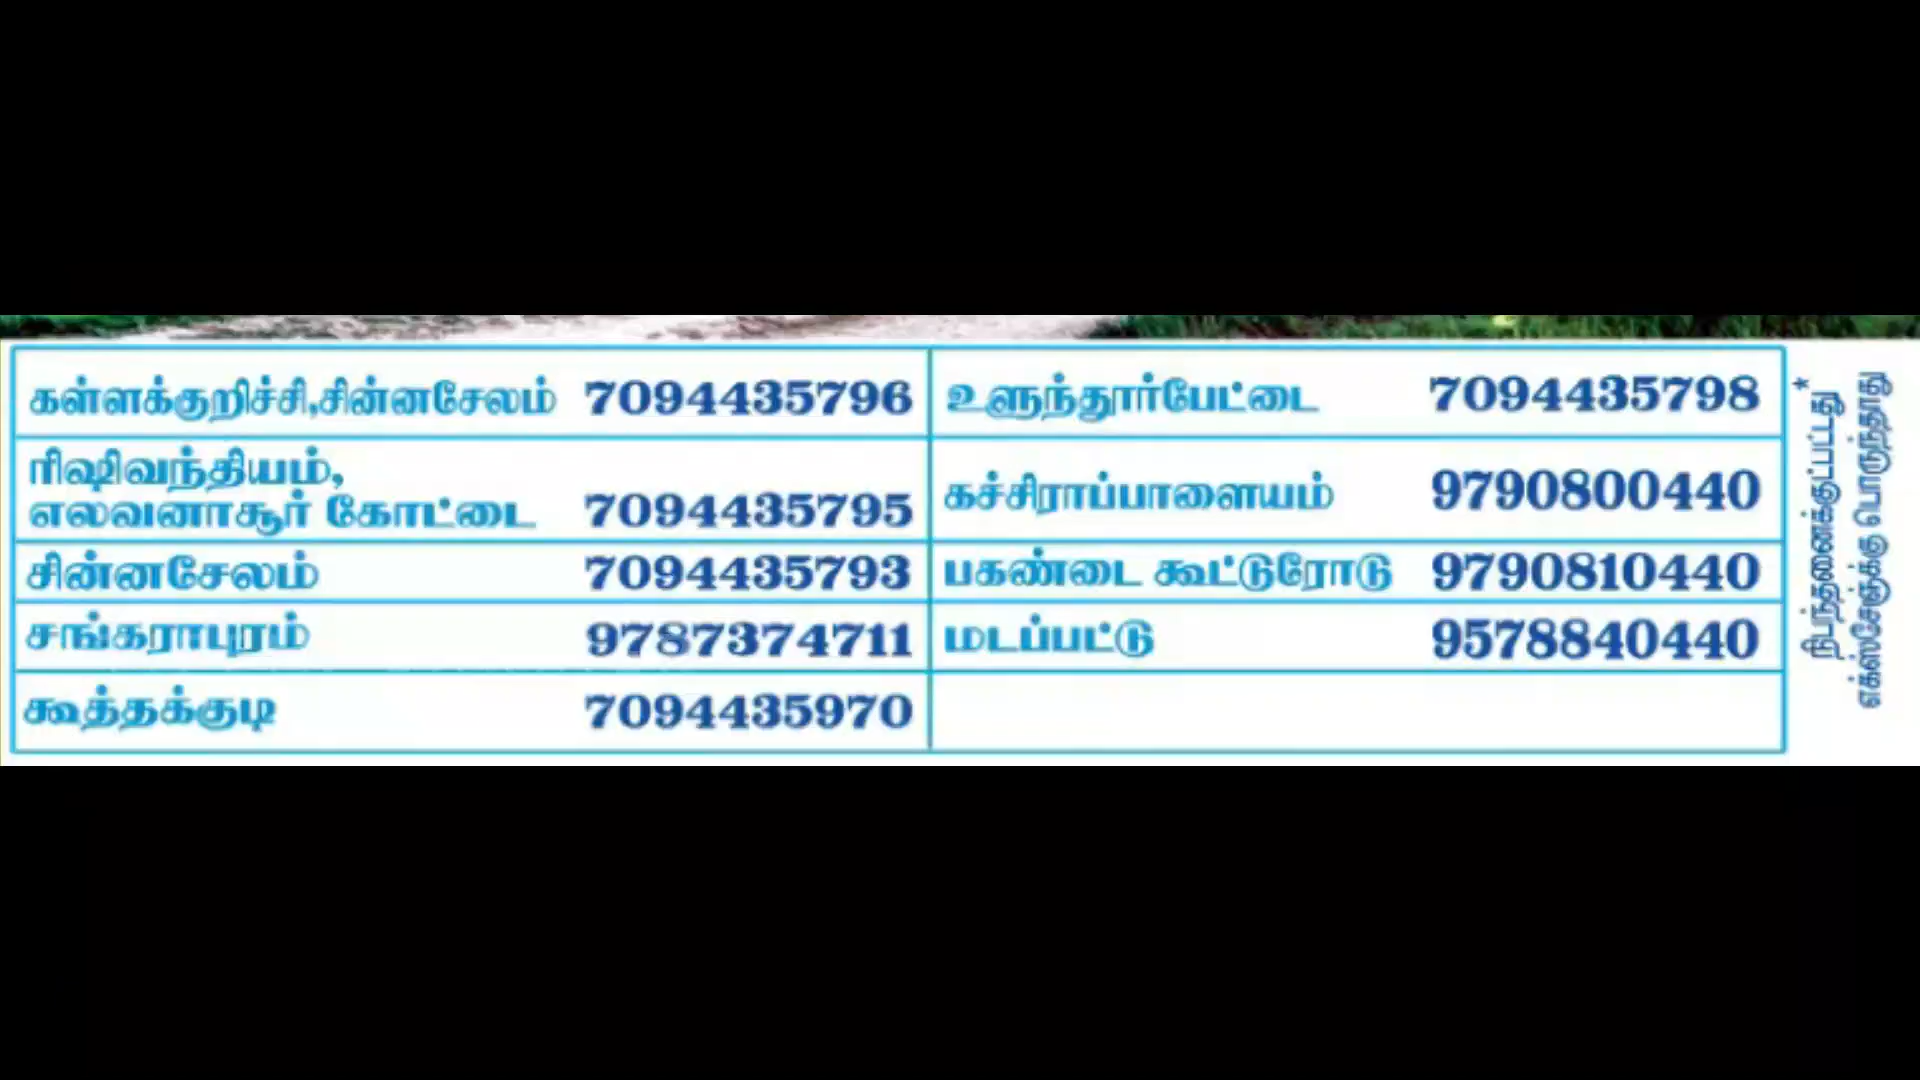 கள்ளக்குறிச்சி,சின்னசேலம் 7094435796
ரிஷிவந்தியம்,
எலவனாசூர் கோட்டை 7094435795
சின்னசேலம் 7094435793
சங்கராபுரம் 9787374711
கூத்தக்குடி 7094435970
உளுந்தூர்பேட்டை 7094435798
கச்சிராப்பாளையம் 9790800440
பகண்டை கூட்டுரோடு 9790810440
மடப்பட்டு 9578840440
நிபந்தனைக்குட்பட்டது*
எக்ஸ்சேஞ்க்கு பொருந்தாது